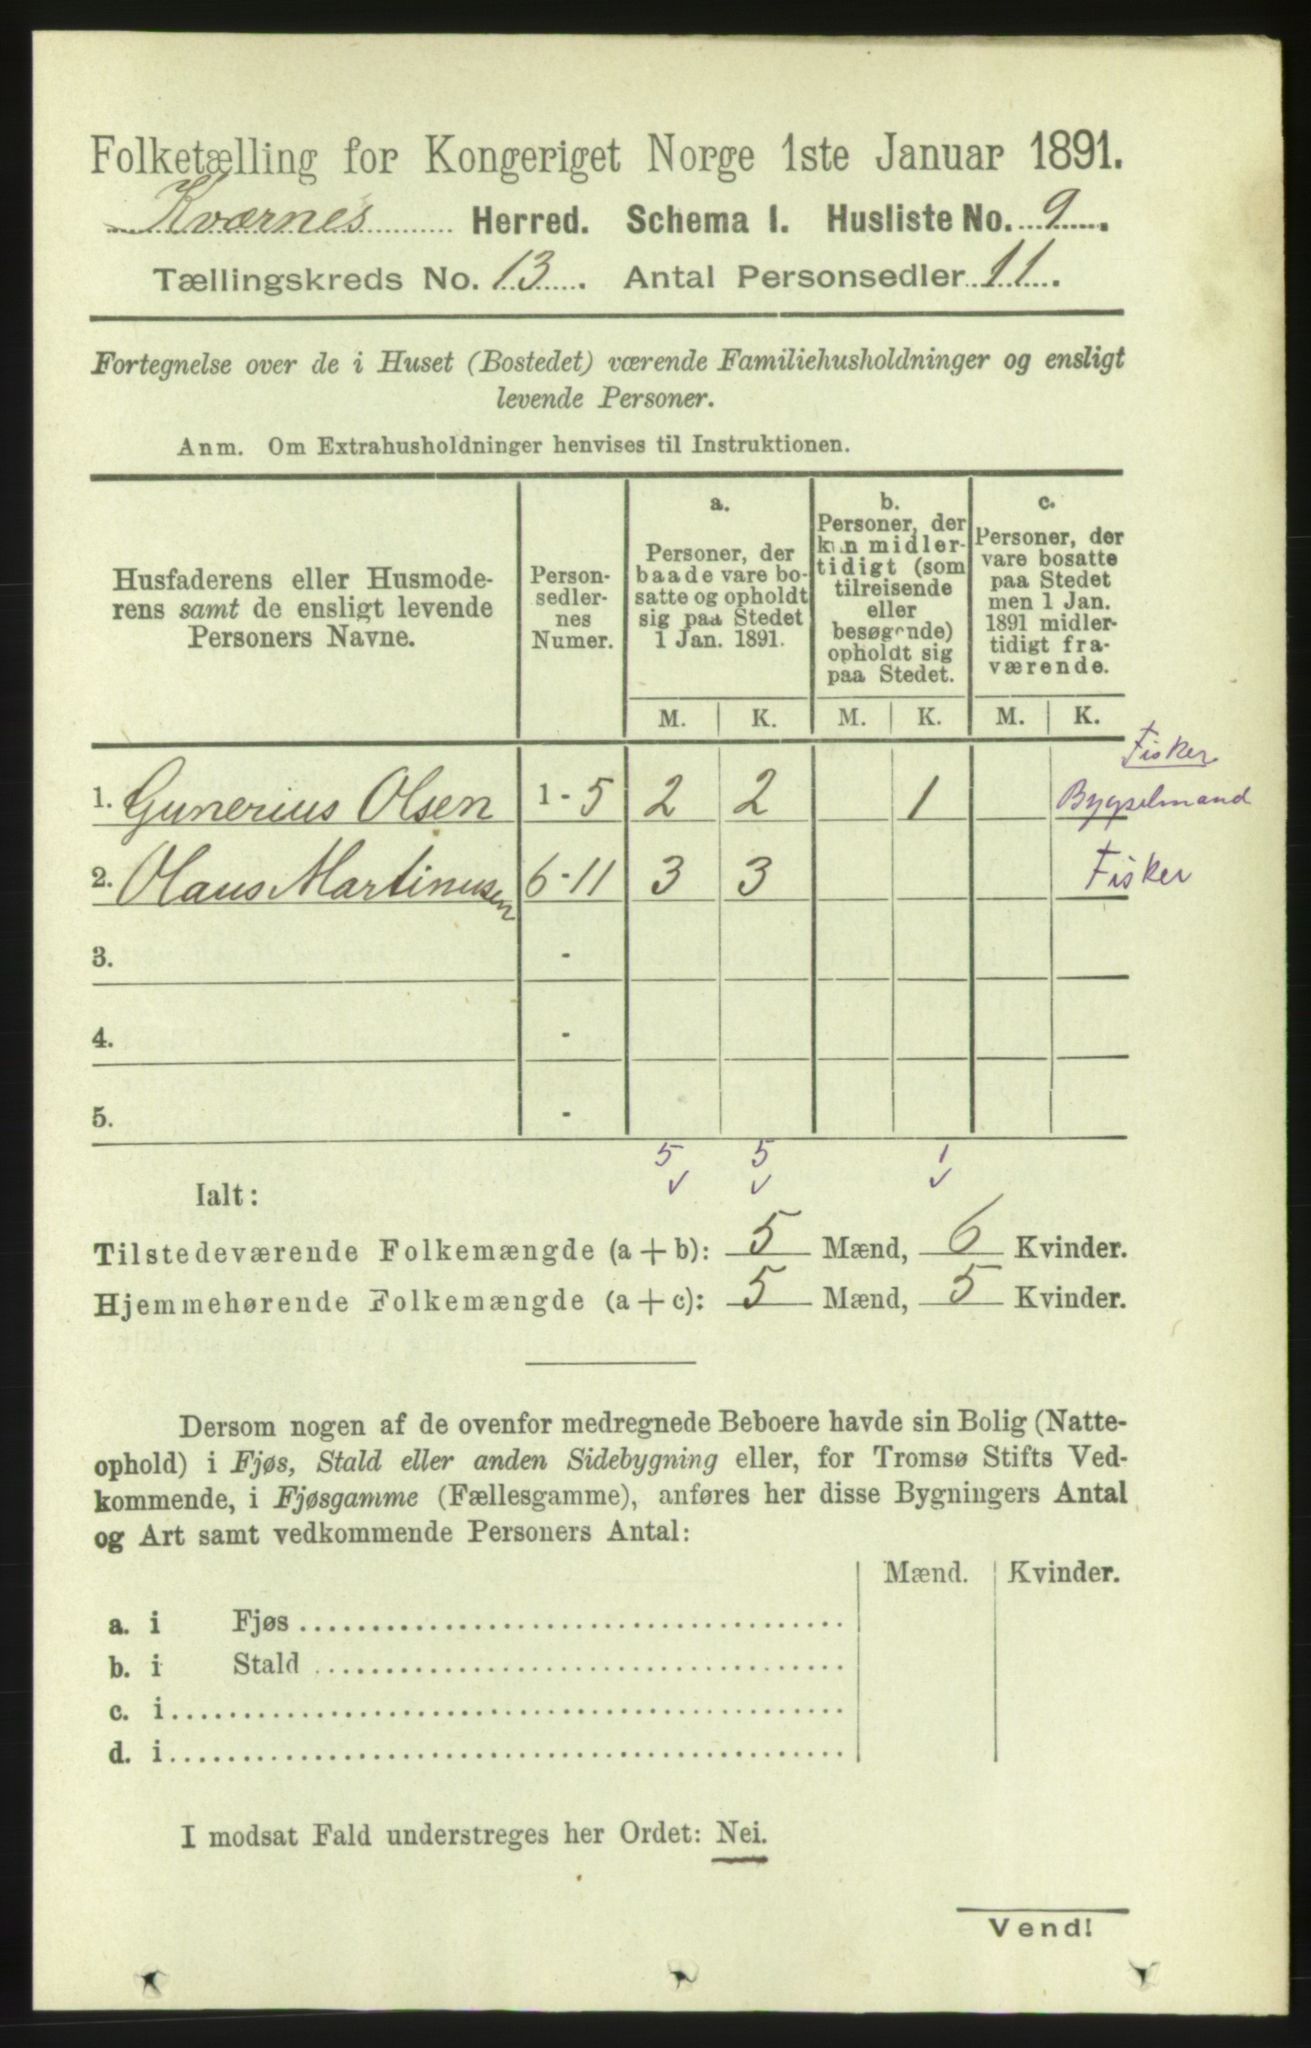 Folketælling for Kongeriget Norge 1ste Januar 1891.
Kværnes Herred. Schema I. Husliste No. 9.
Tællingskreds No. 13. Antal Personsedler 11.
Fortegnelse over de i Huset (Bostedet) værende Familiehusholdninger og ensligt
levende Personer.
Anm. Om Extrahusholdninger henvises til Instruktionen.
Husfaderens eller Husmode-
rens samt de ensligt levende
Personers Navne.
Person-
sedler-
nes
Numer.
a.
Personer, der
baade vare bo-
satte og opholdt
sig paa Stedet
1 Jan. 1891.
b.
Personer, der
kun midler-
tidigt (som
tilreisende
eller
besøgende)
opholdt sig
paa Stedet.
c.
Personer, der
vare bosatte
paa Stedet
men 1 Jan.
1891 midler-
tidigt fra-
værende.
M. K. M. K. M. K.
Fisker
1. Gunerius Olsen 1-5 2 2 1 Bygselmand
2. Olaus Martinusen 6-11 3 3 Fisker
3. -
4. -
5. -
5 5 1
Ialt:
Tilstedeværende Folkemængde (a+b): 5 Mænd, 6 Kvinder.
Hjemmehørende Folkemængde (a+c): 5 Mænd, 5 Kvinder.
Dersom nogen af de ovenfor medregnede Beboere havde sin Bolig (Natte-
ophold) i Fjøs, Stald eller anden Sidebygning eller, for Tromsø Stifts Ved-
kommende, i Fjøsgamme (Fællesgamme), anføres her disse Bygningers Antal
og Art samt vedkommende Personers Antal:
Mænd. Kvinder.
a. i Fjøs
b. i Stald
c. i
d. i
I modsat Fald understreges her Ordet: Nei.
Vend!